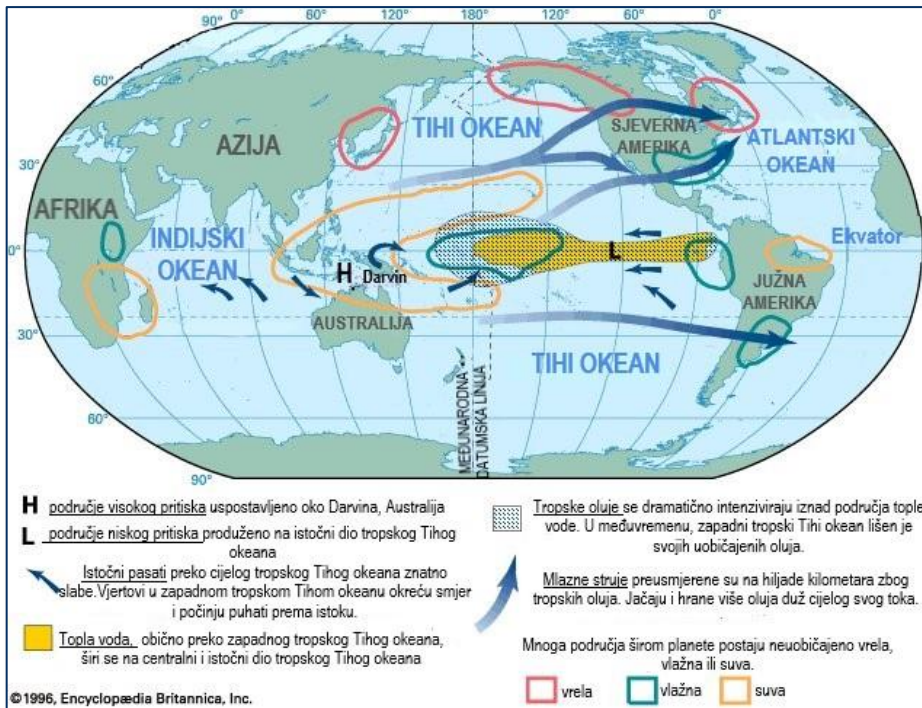 90°
0°
60°
120°
180°
120°
60°
0°
60°
TIHI OKEAN
SJEVERNA
AMERIKA
ATLANTSKI
OKEAN
AZIJA
30°
AFRIKA
INDIJSKI
OKEAN
Ekvator
0°
H
Darvin
L
JUŽNA
AMERIKA
AUSTRALIJA
30°
TIHI OKEAN
60°
MEĐUNARODNA
DATUMSKA LINIJA
90°
H područje visokog pritiska uspostavljeno oko Darvina, Australija
L područje niskog pritiska produženo na istočni dio tropskog Tihog
okeana
Istočni pasati preko cijelog tropskog Tihog okeana znatno
slabe.Vjertovi u zapadnom tropskom Tihom okeanu okreću smjer
i počinju puhati prema istoku.
Topla voda, obično preko zapadnog tropskog Tihog okeana,
širi se na centralni i istočni dio tropskog Tihog okeana
Tropske oluje se dramatično intenziviraju iznad područja tople
vode. U međuvremenu, zapadni tropski Tihi okean lišen je
svojih uobičajenih oluja.
Mlazne struje preusmjerene su na hiljade kilometara zbog
tropskih oluja. Jačaju i hrane više oluja duž cijelog svog toka.
Mnoga područja širom planete postaju neuobičajeno vrela,
vlažna ili suva.
vrela vlažna suva
©1996, Encyclopædia Britannica, Inc.